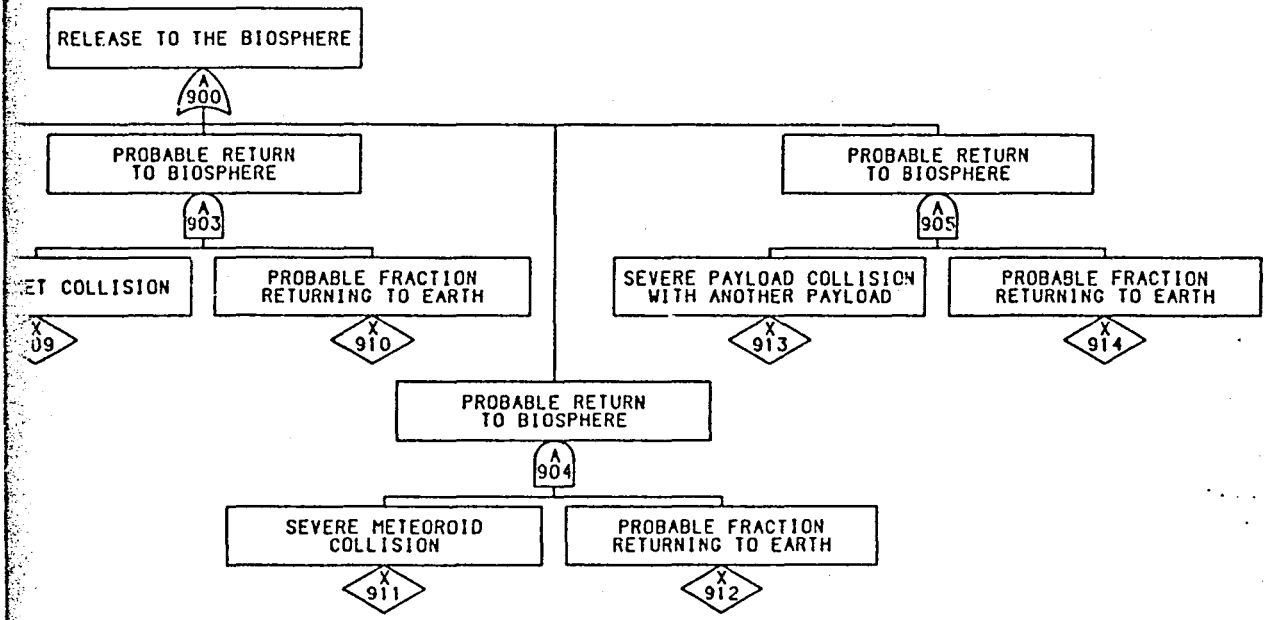 RELEASE TO THE BIOSPHERE
A
900
PROBABLE RETURN
TO BIOSPHERE
A
903
PROBABLE RETURN
TO BIOSPHERE
A
905
COLLISION
X
PROBABLE FRACTION
RETURNING TO EARTH
X
910
SEVERE PAYLOAD COLLISION
WITH ANOTHER PAYLOAD
X
913
PROBABLE FRACTION
RETURNING TO EARTH
X
914
PROBABLE RETURN
TO BIOSPHERE
A
904
SEVERE METEOROID
COLLISION
X
911
PROBABLE FRACTION
RETURNING TO EARTH
X
912